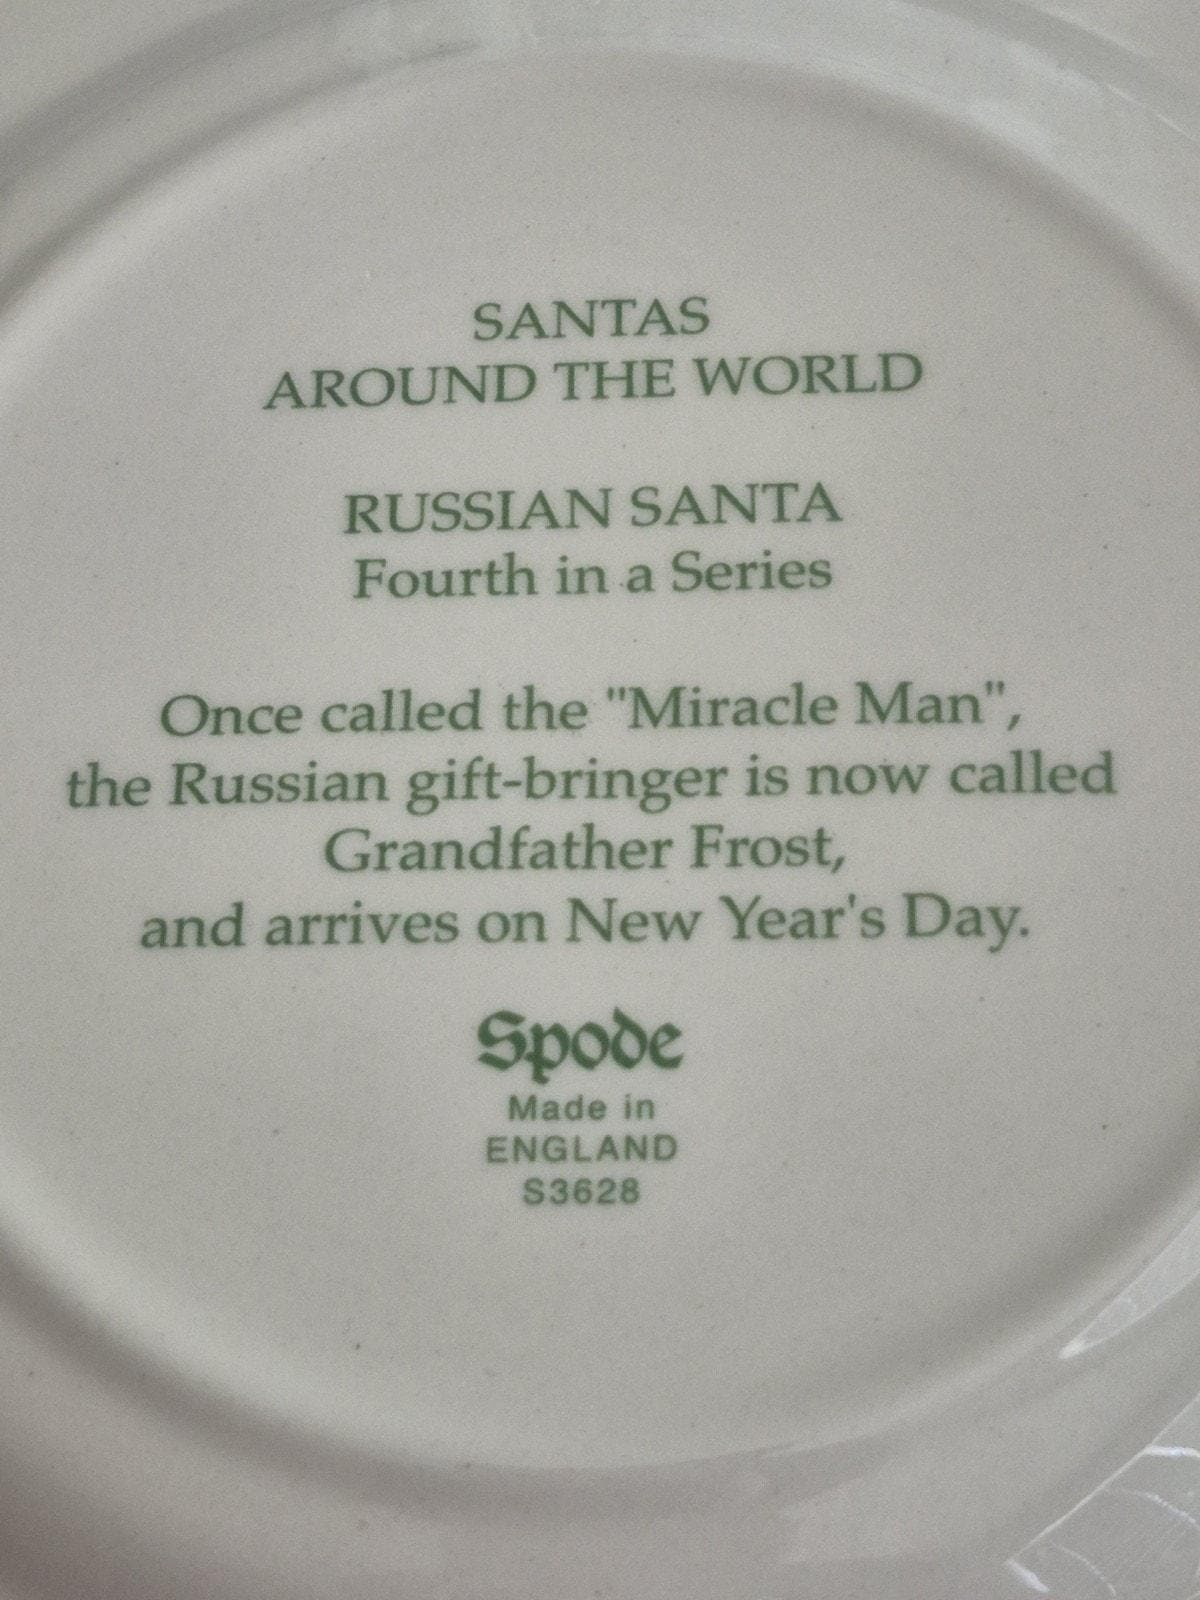 SANTAS
AROUND THE WORLD
RUSSIAN SANTA
Fourth in a Series
Once called the "Miracle Man",
the Russian gift-bringer is now called
Grandfather Frost,
and arrives on New Year's Day.
Spode
Made in
ENGLAND
S3628